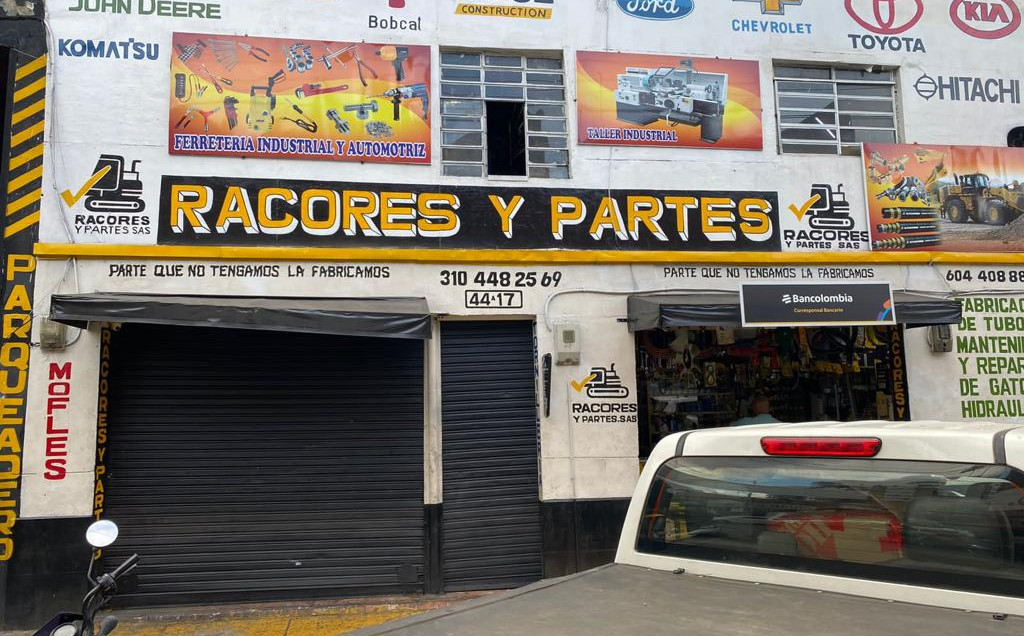 JOHN DEERE
Bobcal
CONSTRUCTION
Ford
CHEVROLET
TOYOTA
KIA
KOMATSU
HITACHI
FERRETERIA INDUSTRIAL Y AUTOMOTRIZ
TALLER INDUSTRIAL
RACORES
Y PARTES SAS
RACORES Y PARTES
RACORES
Y PARTES SAS
PARTE QUE NO TENGAMOS LA FABRICAMOS
310 448 25 69
44A17
PARTE QUE NO TENGAMOS LA FABRICAMOS
604 408 88
Bancolombia
Corresponsal Bancario
PARQUEADERO
MOFLES
RACORES Y PARTES
RACORES
Y PARTES.SAS
RACORES Y
FABRICAC
DE TUBO
MANTENI
Y REPAR
DE GATO
HIDRAUL